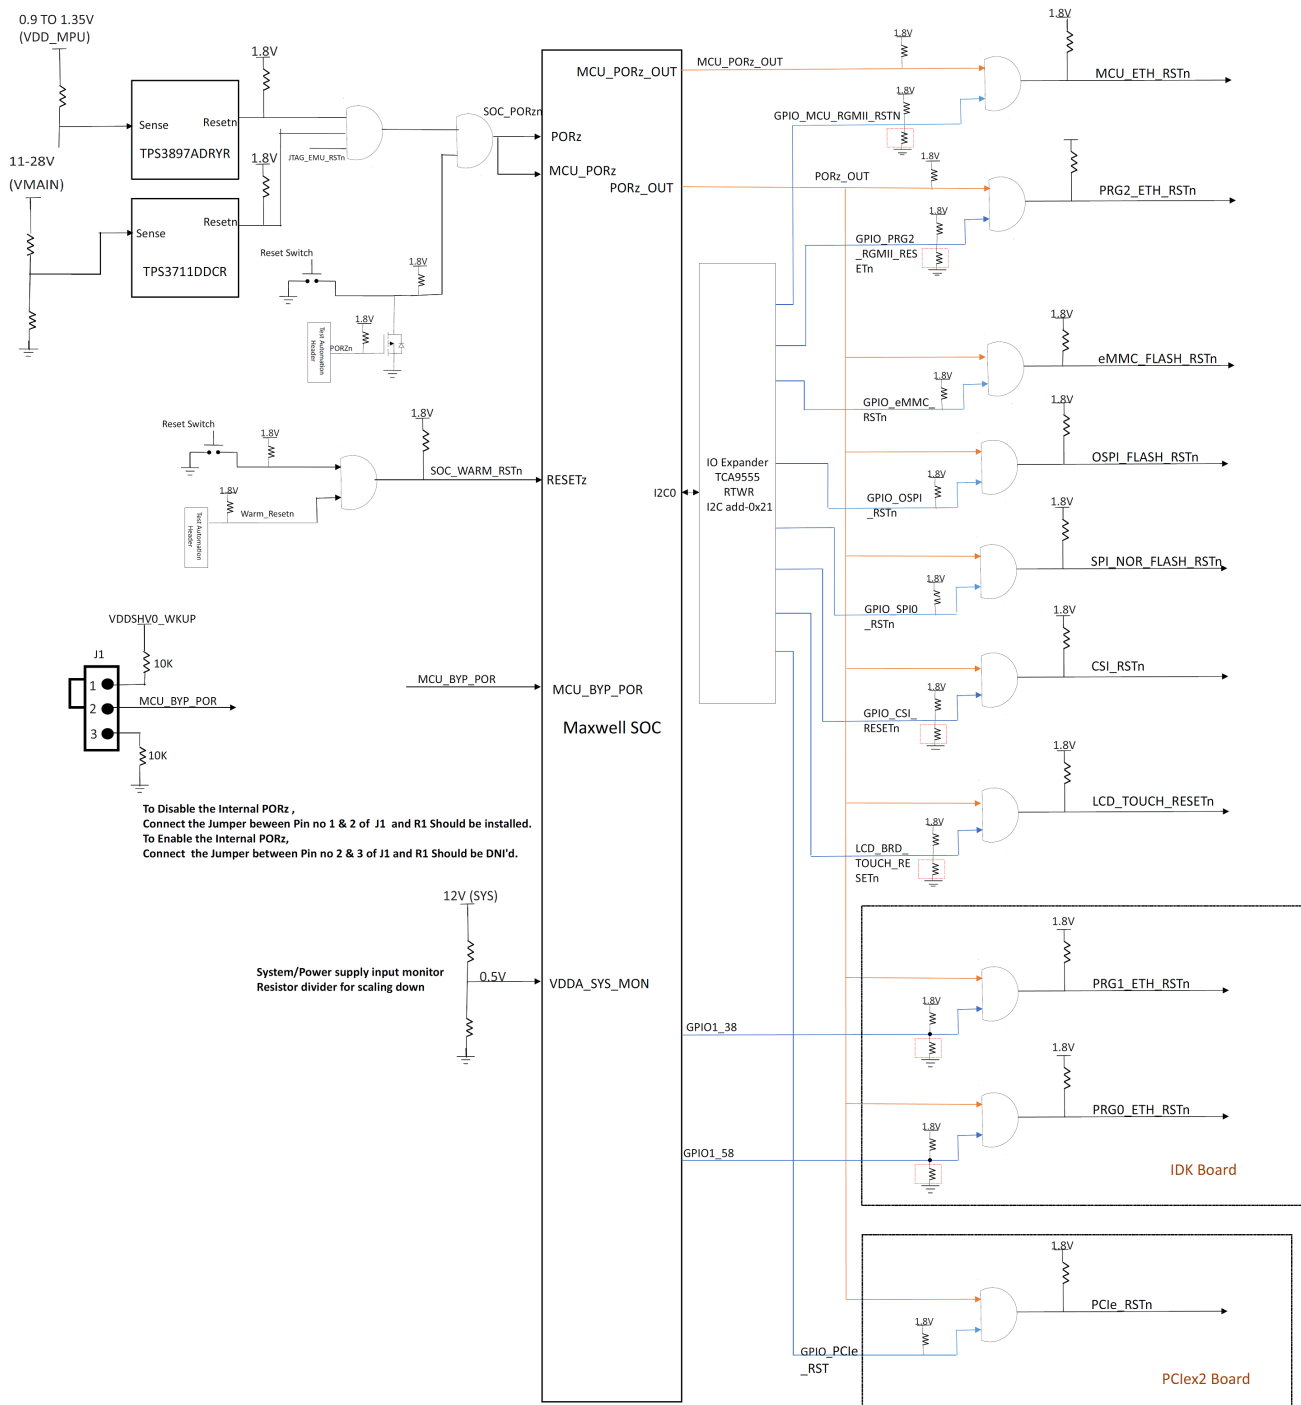 0.9 TO 1.35V
(VDD_MPU)
1.8V
Sense
Resetn
TPS3897ADRYR
11-28V
(VMAIN)
1.8V
JTAG_EMU_RSTn
Sense
Resetn
TPS3711DDCR
SOC_PORzn
PORz
MCU_PORz
Reset Switch
1.8V
1.8V
Test Automation
Header
PORZn
Reset Switch
1.8V
1.8V
SOC_WARM_RSTn
RESETz
1.8V
Warm_Resetn
Test Automation
Header
VDDSHV0_WKUP
J1
10K
1
2
3
MCU_BYP_POR
10K
MCU_BYP_POR
MCU_BYP_POR
Maxwell SOC
To Disable the Internal PORz ,
Connect the Jumper beween Pin no 1 & 2 of J1 and R1 Should be installed.
To Enable the Internal PORz,
Connect the Jumper between Pin no 2 & 3 of J1 and R1 Should be DNI'd.
12V (SYS)
System/Power supply input monitor
Resistor divider for scaling down
0.5V
VDDA_SYS_MON
MCU_PORz_OUT
MCU_PORz_OUT
1.8V
1.8V
MCU_ETH_RSTn
1.8V
GPIO_MCU_RGMII_RSTN
PORz_OUT
PORz_OUT
1.8V
1.8V
PRG2_ETH_RSTn
1.8V
GPIO_PRG2
_RGMII_RES
ETn
I2C0
IO Expander
TCA9555
RTWR
I2C add-0x21
1.8V
eMMC_FLASH_RSTn
1.8V
GPIO_eMMC_
RSTn
1.8V
OSPI_FLASH_RSTn
1.8V
GPIO_OSPI
_RSTn
1.8V
SPI_NOR_FLASH_RSTn
1.8V
GPIO_SPI0
_RSTn
1.8V
CSI_RSTn
1.8V
GPIO_CSI_
RESETn
1.8V
LCD_TOUCH_RESETn
1.8V
LCD_BRD_
TOUCH_RE
SETn
1.8V
PRG1_ETH_RSTn
1.8V
GPIO1_38
1.8V
PRG0_ETH_RSTn
1.8V
GPIO1_58
IDK Board
1.8V
PCIe_RSTn
1.8V
GPIO_PCIe
_RST
PCIex2 Board